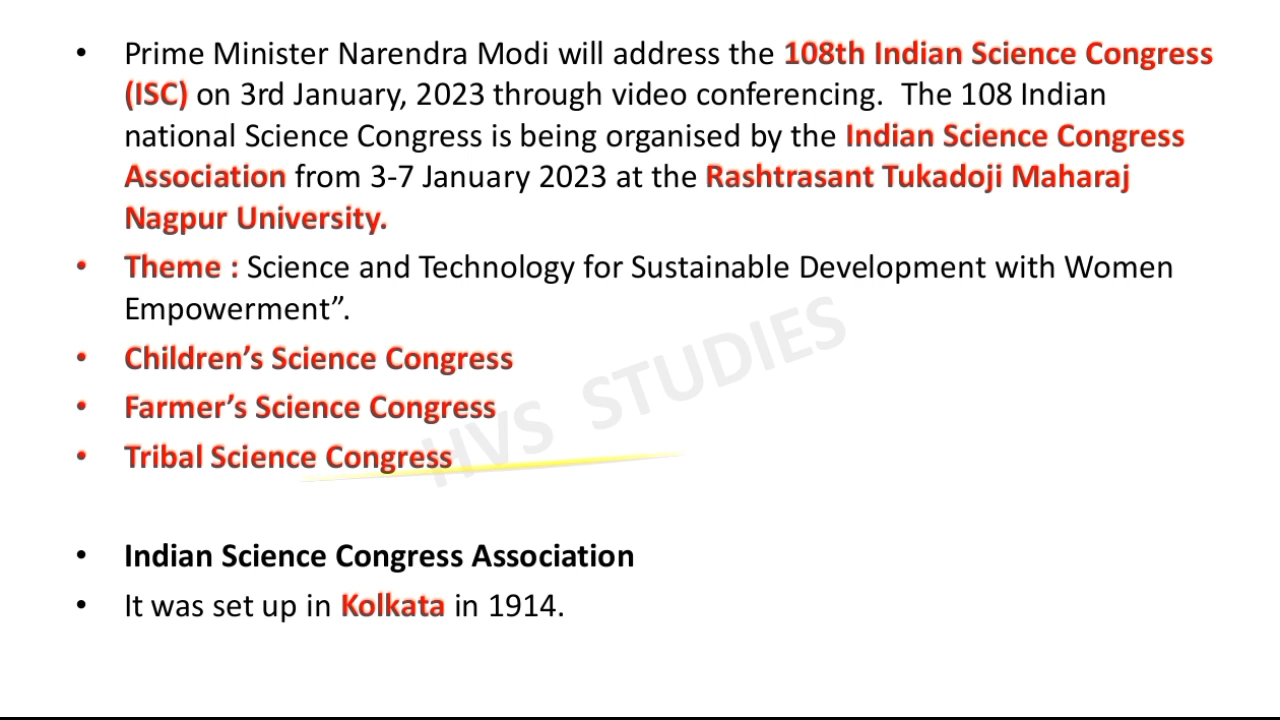 • Prime Minister Narendra Modi will address the 108th Indian Science Congress
(ISC) on 3rd January, 2023 through video conferencing. The 108 Indian
national Science Congress is being organised by the Indian Science Congress
Association from 3-7 January 2023 at the Rashtrasant Tukadoji Maharaj
Nagpur University.
• Theme : Science and Technology for Sustainable Development with Women
Empowerment”.
• Children’s Science Congress
• Farmer’s Science Congress
• Tribal Science Congress
HVS STUDIES
• Indian Science Congress Association
• It was set up in Kolkata in 1914.